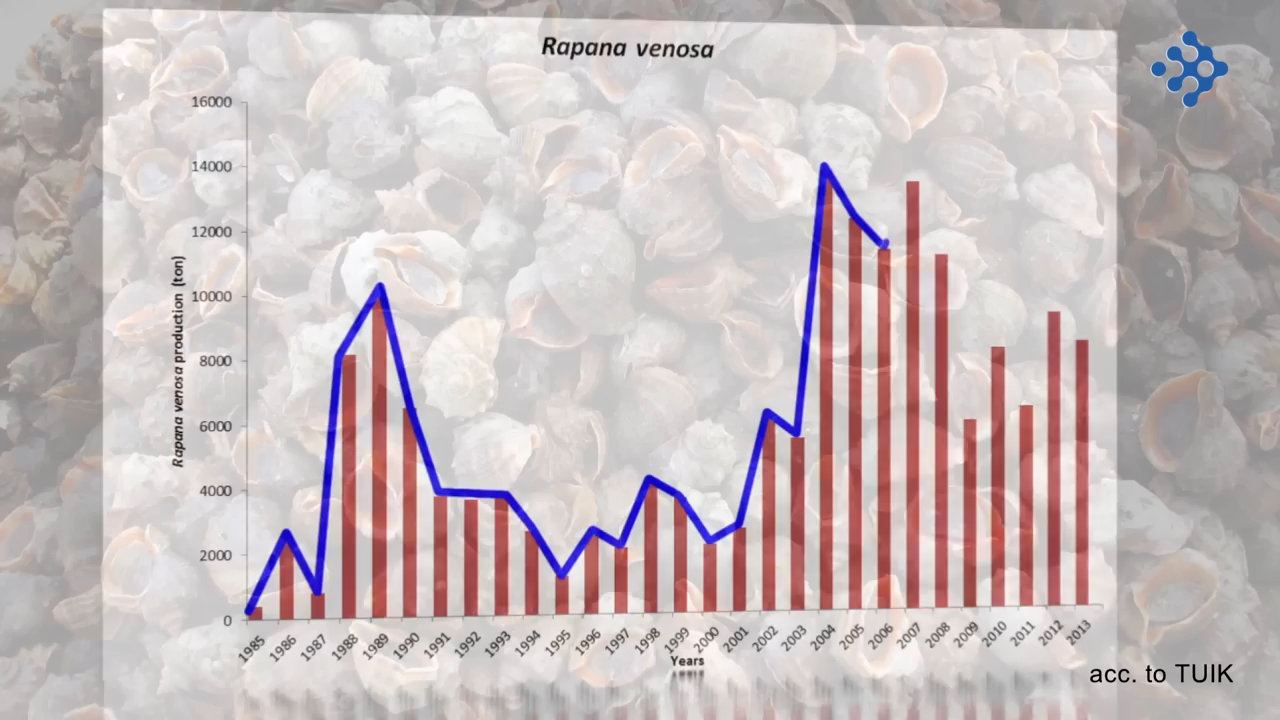 Rapana venosa
16000
14000
12000
10000
8000
6000
4000
2000
0
Rapana venosa production (ton)
1985 1986 1987 1988 1989 1990 1991 1992 1993 1994 1995 1996 1997 1998 1999 2000 2001 2002 2003 2004 2005 2006 2007 2008 2009 2010 2011 2012 2013
Years
acc. to TUIK